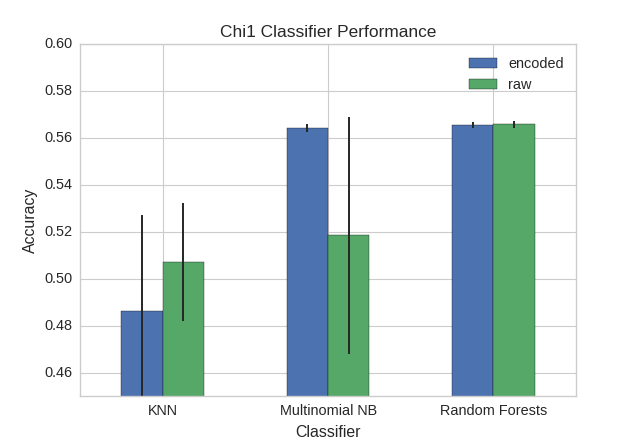 Chi1 Classifier Performance
encoded
raw
0.60
0.58
0.56
0.54
0.52
0.50
0.48
0.46
Accuracy
KNN
Multinomial NB
Random Forests
Classifier